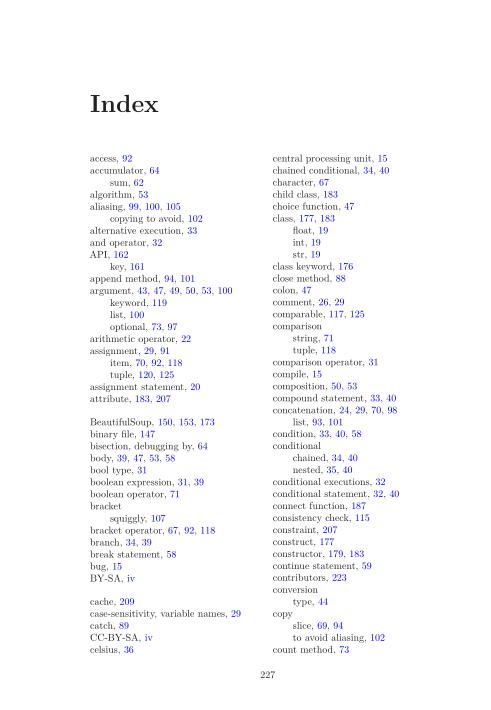 Index
access, 92
accumulator, 64
sum, 62
algorithm, 53
aliasing, 99, 100, 105
copying to avoid, 102
alternative execution, 33
and operator, 32
API, 162
key, 161
append method, 94, 101
argument, 43, 47, 49, 50, 53, 100
keyword, 119
list, 100
optional, 73, 97
arithmetic operator, 22
assignment, 29, 91
item, 70, 92, 118
tuple, 120, 125
assignment statement, 20
attribute, 183, 207
BeautifulSoup, 150, 153, 173
binary file, 147
bisection, debugging by, 64
body, 39, 47, 53, 58
bool type, 31
boolean expression, 31, 39
boolean operator, 71
bracket
squiggly, 107
bracket operator, 67, 92, 118
branch, 34, 39
break statement, 58
bug, 15
BY-SA, iv
cache, 209
case-sensitivity, variable names, 29
catch, 89
CC-BY-SA, iv
celsius, 36
central processing unit, 15
chained conditional, 34, 40
character, 67
child class, 183
choice function, 47
class, 177, 183
float, 19
int, 19
str, 19
class keyword, 176
close method, 88
colon, 47
comment, 26, 29
comparable, 117, 125
comparison
string, 71
tuple, 118
comparison operator, 31
compile, 15
composition, 50, 53
compound statement, 33, 40
concatenation, 24, 29, 70, 98
list, 93, 101
condition, 33, 40, 58
conditional
chained, 34, 40
nested, 35, 40
conditional executions, 32
conditional statement, 32, 40
connect function, 187
consistency check, 115
constraint, 207
construct, 177
constructor, 179, 183
continue statement, 59
contributors, 223
conversion
type, 44
copy
slice, 69, 94
to avoid aliasing, 102
count method, 73
227